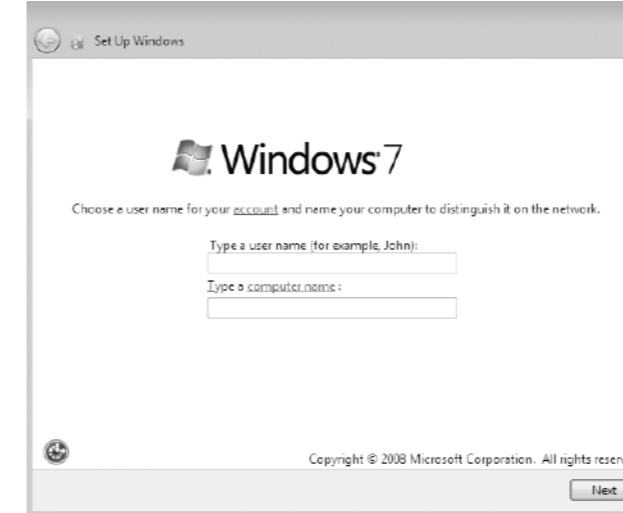 Set Up Windows
Windows 7
Choose a user name for your account and name your computer to distinguish it on the network.
Type a user name (for example, John):
Type a computer name :
Copyright © 2008 Microsoft Corporation. All rights reser
Next